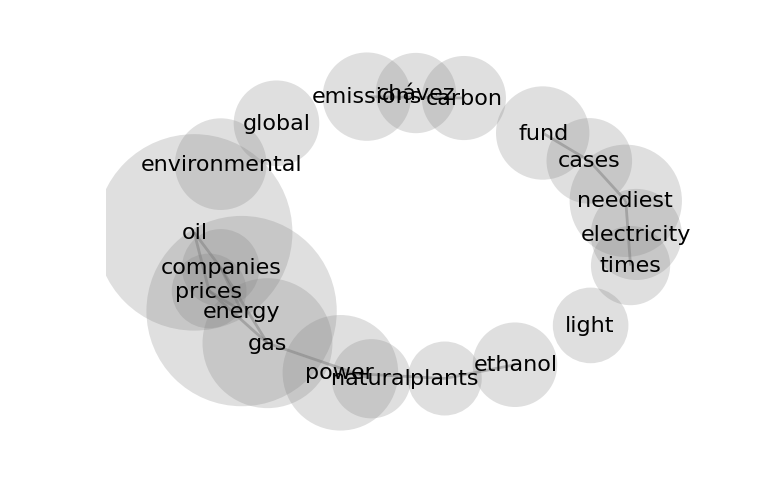 emissions
chávez
carbon
global
fund
environmental
cases
neediest
oil
electricity
companies
times
prices
energy
light
gas
power
natural
plants
ethanol